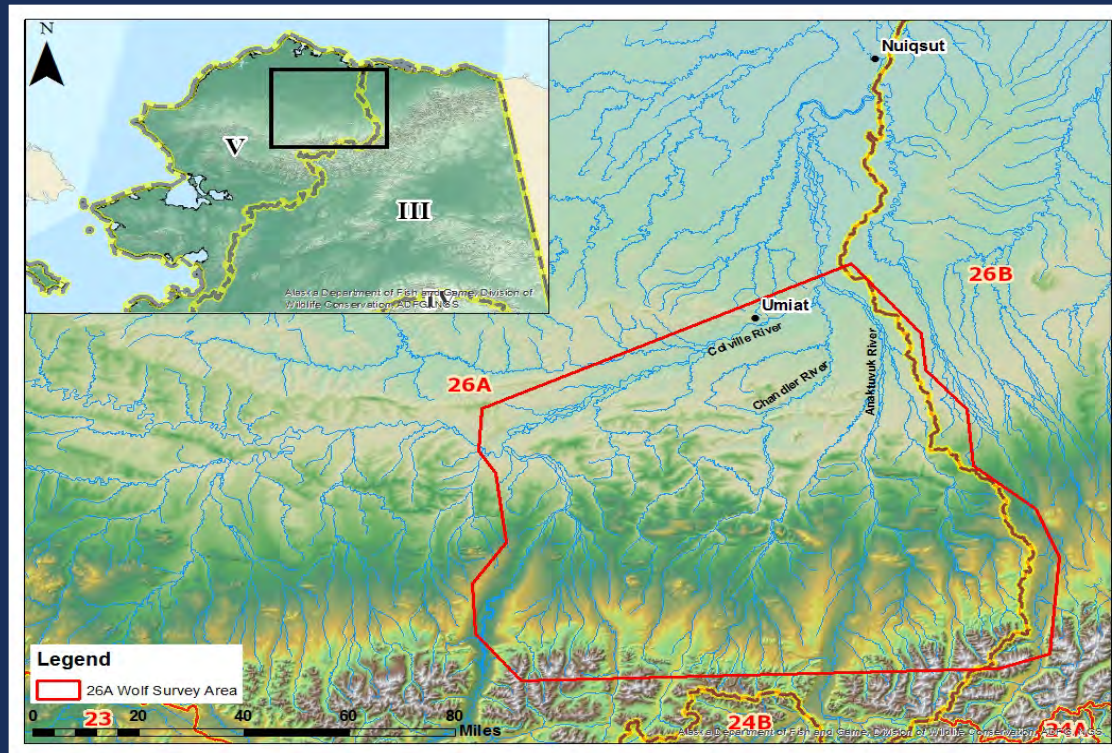 N
V
III
IV
Alaska Department of Fish and Game, Division of
Wildlife Conservation, ADFG\NGS
Nuiqsut
26B
Umiat
Colville River
26A
Chandler River
Anaktuvuk River
Legend
26A Wolf Survey Area
0 20 40 60 80
Miles
23
24B
24A
Alaska Department of Fish and Game, Division of Wildlife Conservation, ADFG\NGS